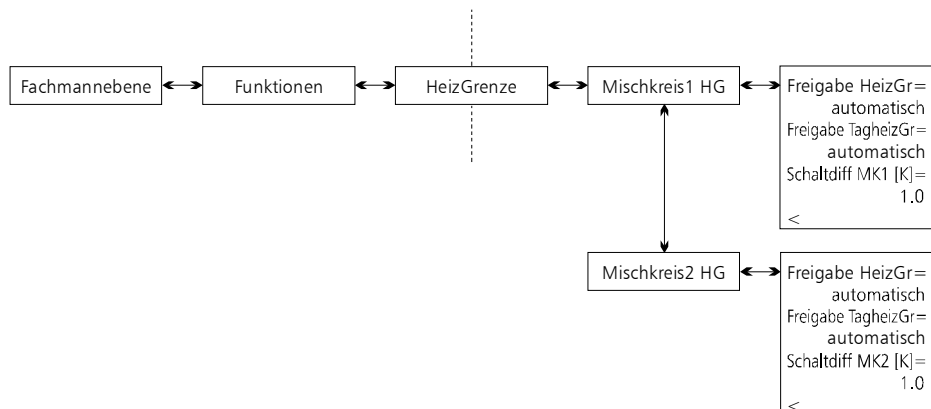 Fachmannebene
Funktionen
HeizGrenze
Mischkreis1 HG
Freigabe HeizGr=
automatisch
Freigabe TagheizGr=
automatisch
Schaltdiff MK1 [K]=
1.0
<
Mischkreis2 HG
Freigabe HeizGr=
automatisch
Freigabe TagheizGr=
automatisch
Schaltdiff MK2 [K]=
1.0
<